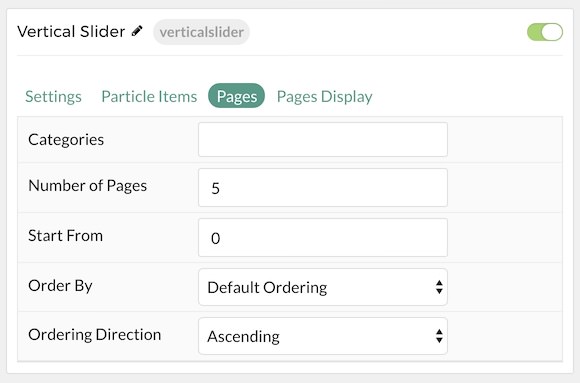 Vertical Slider verticalslider
Settings Particle Items Pages Pages Display
Categories
Number of Pages 5
Start From 0
Order By Default Ordering
Ordering Direction Ascending